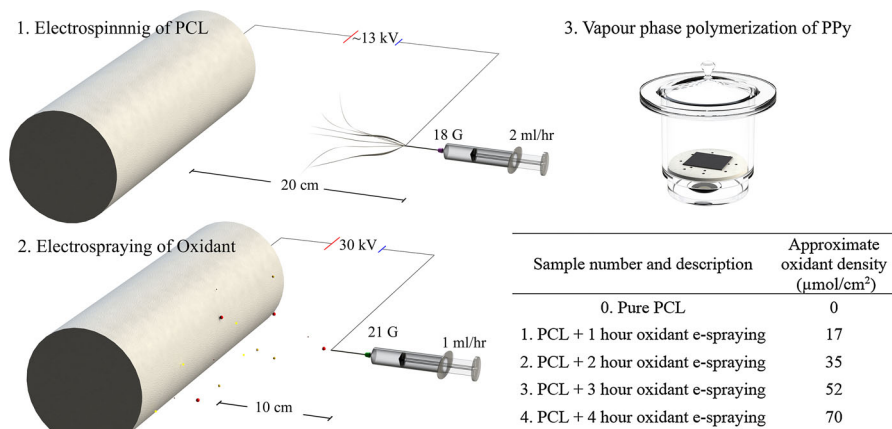 1. Electrospinnnig of PCL
~13 kV
18 G
2 ml/hr
20 cm
2. Electrospraying of Oxidant
30 kV
21 G
1 ml/hr
10 cm
3. Vapour phase polymerization of PPy
Sample number and description
Approximate
oxidant density
(µmol/cm²)
0. Pure PCL 0
1. PCL + 1 hour oxidant e-spraying 17
2. PCL + 2 hour oxidant e-spraying 35
3. PCL + 3 hour oxidant e-spraying 52
4. PCL + 4 hour oxidant e-spraying 70